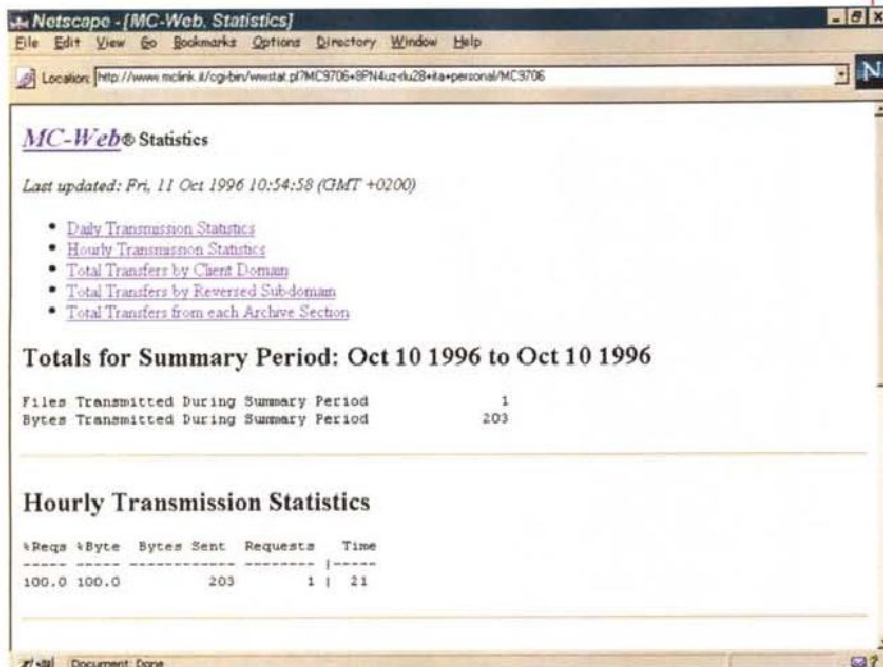 Netscape - [MC-Web. Statistics]
File Edit View Go Bookmarks Options Directory Window Help
Location: http://www.mclink.it/cgi-bin/wwstat.pl?MC9706+8PN4uz-rlu28+ita+personal/MC9706
N
MC-Web® Statistics
Last updated: Fri, 11 Oct 1996 10:54:58 (GMT +0200)
• Daily Transmission Statistics
• Hourly Transmission Statistics
• Total Transfers by Client Domain
• Total Transfers by Reversed Sub-domain
• Total Transfers from each Archive Section
Totals for Summary Period: Oct 10 1996 to Oct 10 1996
Files Transmitted During Summary Period 1
Bytes Transmitted During Summary Period 203
Hourly Transmission Statistics
%Reqs %Byte Bytes Sent Requests Time
----- ----- ------------ -------- |-----
100.0 100.0 203 1 | 21
Document: Done